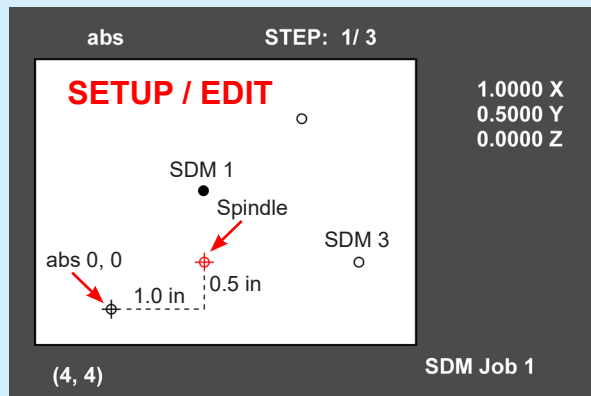 abs STEP: 1/ 3
SETUP / EDIT
1.0000 X
0.5000 Y
0.0000 Z
SDM 1
Spindle
SDM 3
abs 0, 0
0.5 in
1.0 in
(4, 4)
SDM Job 1